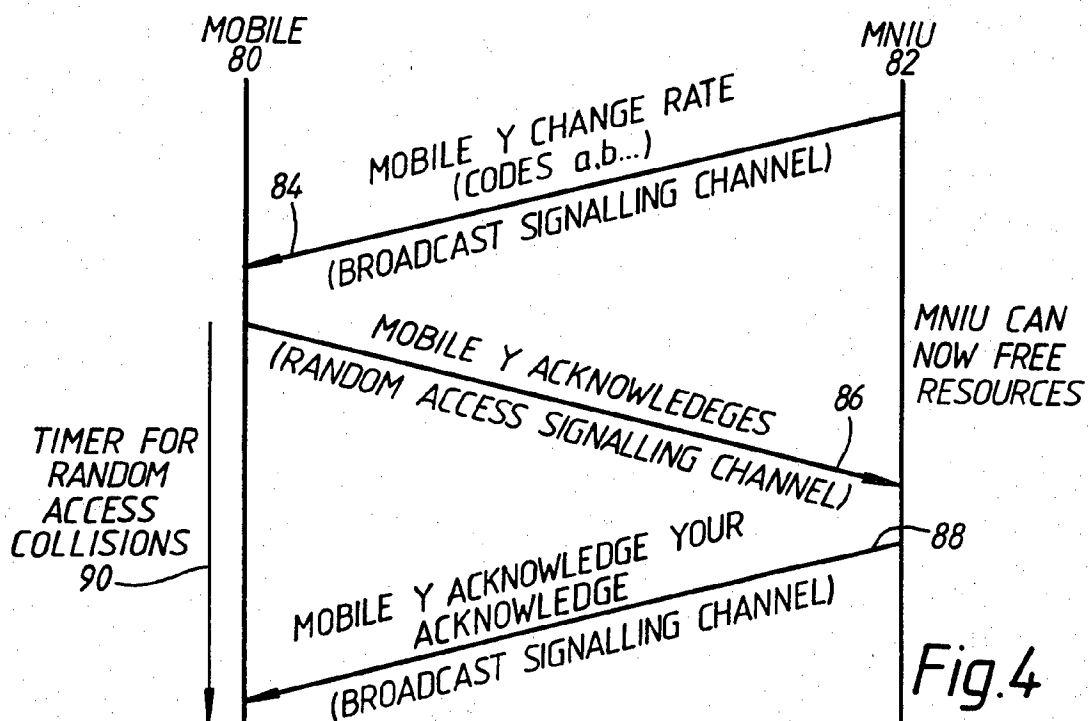 MOBILE
80
MNIU
82
MOBILE Y CHANGE RATE
(CODES a,b...)
84
(BROADCAST SIGNALLING CHANNEL)
MOBILE Y ACKNOWLEDEGES
(RANDOM ACCESS SIGNALLING CHANNEL)
86
MNIU CAN
NOW FREE
RESOURCES
TIMER FOR
RANDOM
ACCESS
COLLISIONS
90
88
MOBILE Y ACKNOWLEDGE YOUR
ACKNOWLEDGE
(BROADCAST SIGNALLING CHANNEL)
Fig.4